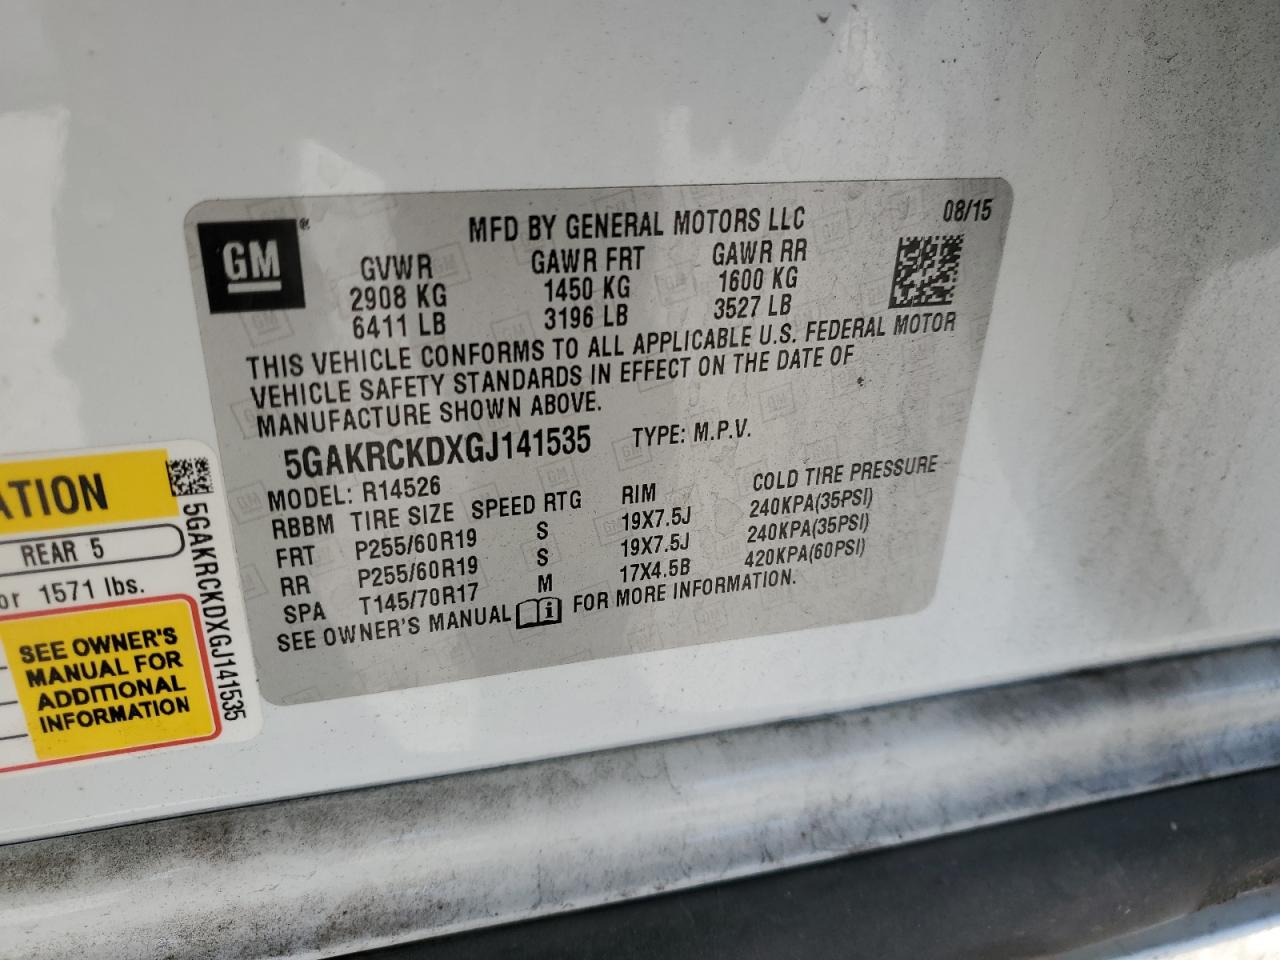 GM
®
MFD BY GENERAL MOTORS LLC
08/15
GVWR GAWR FRT GAWR RR
2908 KG 1450 KG 1600 KG
6411 LB 3196 LB 3527 LB
THIS VEHICLE CONFORMS TO ALL APPLICABLE U.S. FEDERAL MOTOR
VEHICLE SAFETY STANDARDS IN EFFECT ON THE DATE OF
MANUFACTURE SHOWN ABOVE.
5GAKRCKDXGJ141535 TYPE: M.P.V.
MODEL: R14526
RBBM TIRE SIZE SPEED RTG RIM COLD TIRE PRESSURE
FRT P255/60R19 S 19X7.5J 240KPA(35PSI)
RR P255/60R19 S 19X7.5J 240KPA(35PSI)
SPA T145/70R17 M 17X4.5B 420KPA(60PSI)
SEE OWNER'S MANUAL FOR MORE INFORMATION.
ATION
REAR 5
or 1571 lbs.
SEE OWNER'S
MANUAL FOR
ADDITIONAL
INFORMATION
5GAKRCKDXGJ141535